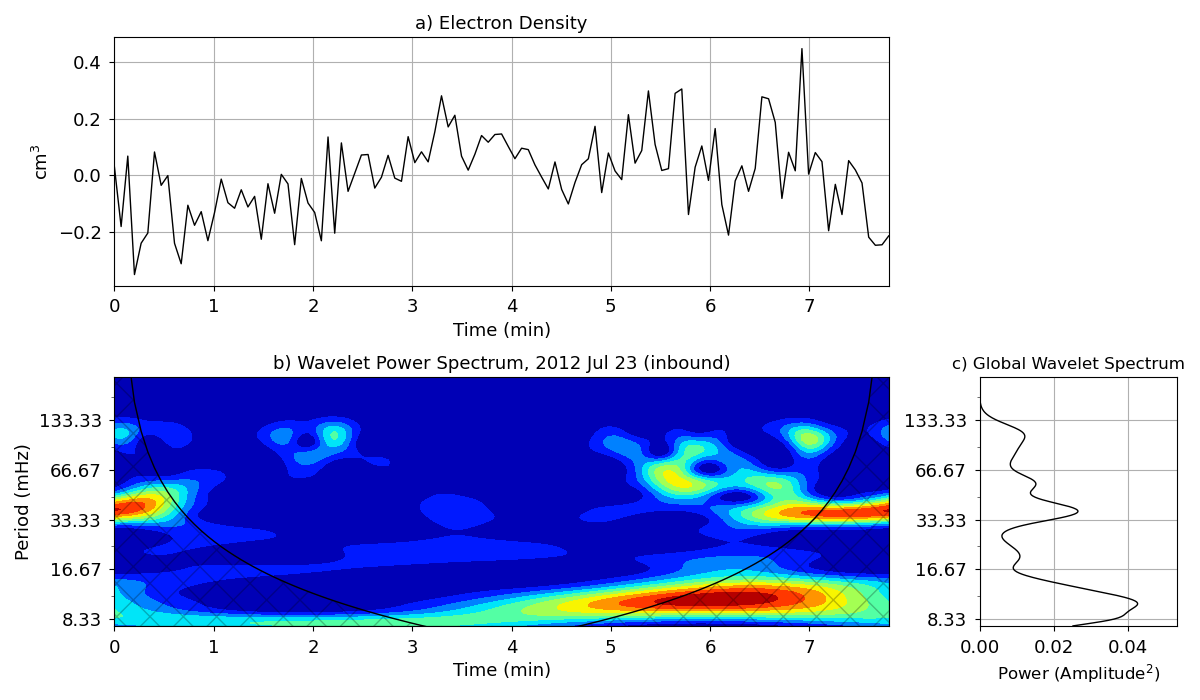 a) Electron Density
0.4
0.2
0.0
−0.2
cm³
0 1 2 3 4 5 6 7
Time (min)
b) Wavelet Power Spectrum, 2012 Jul 23 (inbound)
133.33
66.67
33.33
16.67
8.33
Period (mHz)
0 1 2 3 4 5 6 7
Time (min)
c) Global Wavelet Spectrum
133.33
66.67
33.33
16.67
8.33
0.00 0.02 0.04
Power (Amplitude²)